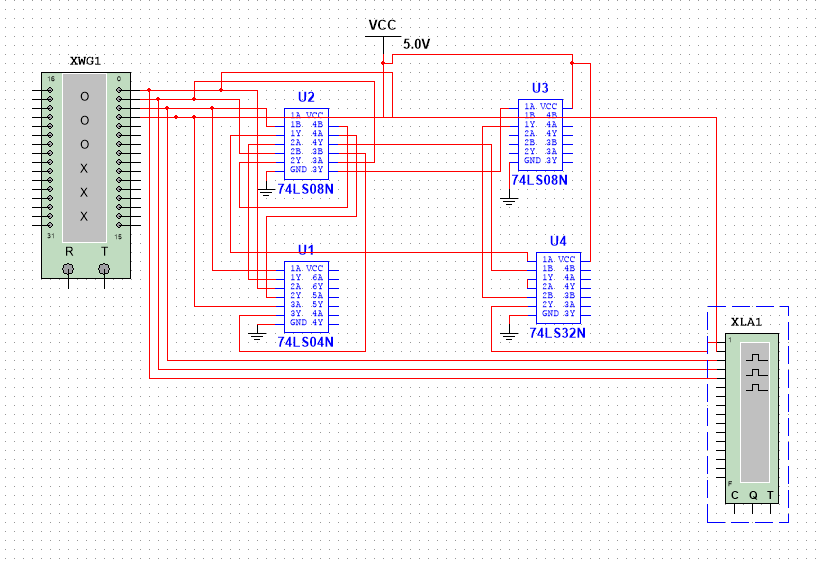 VCC
5.0V
XWG1
16 0
O
O
O
X
X
X
31 15
R T
U2
1A VCC
1B 4B
1Y 4A
2A 4Y
2B 3B
2Y 3A
GND 3Y
74LS08N
U3
1A VCC
1B 4B
1Y 4A
2A 4Y
2B 3B
2Y 3A
GND 3Y
74LS08N
U1
1A VCC
1Y 6A
2A 6Y
2Y 5A
3A 5Y
3Y 4A
GND 4Y
74LS04N
U4
1A VCC
1B 4B
1Y 4A
2A 4Y
2B 3B
2Y 3A
GND 3Y
74LS32N
XLA1
1
F
C Q T